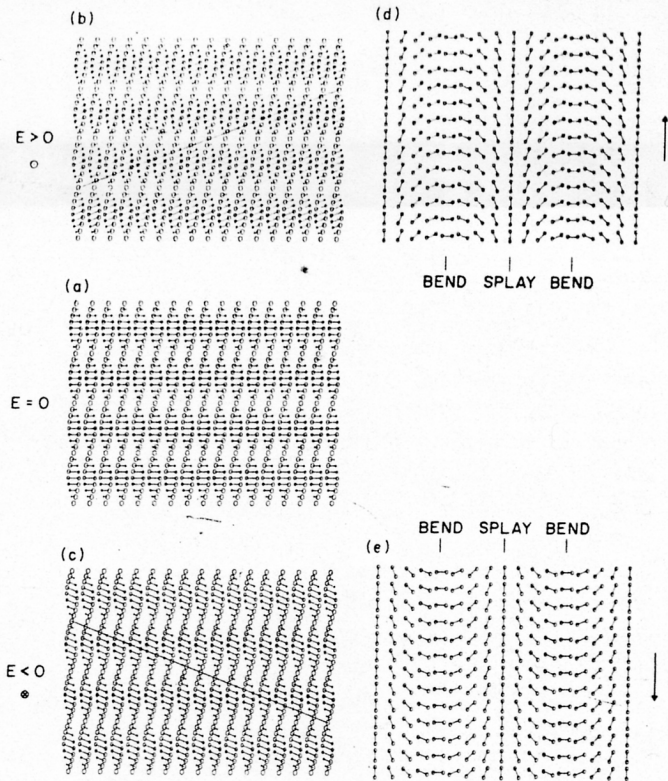 (b)
E > 0
(d)
BEND SPLAY BEND
(a)
E = 0
BEND SPLAY BEND
(c)
E < 0
(e)